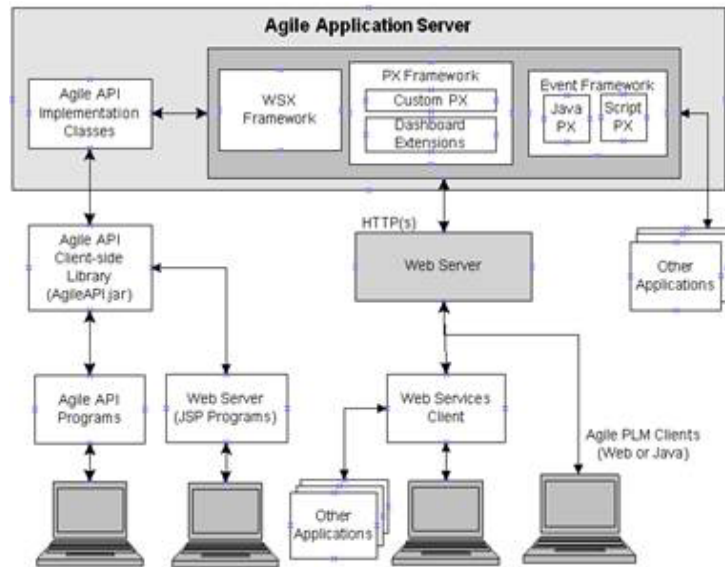 Agile Application Server
Agile API
Implementation
Classes
WSX
Framework
PX Framework
Custom PX
Dashboard
Extensions
Event Framework
Java
PX
Script
PX
HTTP(s)
Agile API
Client-side
Library
(AgileAPI.jar)
Web Server
Other
Applications
Agile API
Programs
Web Server
(JSP Programs)
Web Services
Client
Agile PLM Clients
(Web or Java)
Other
Applications